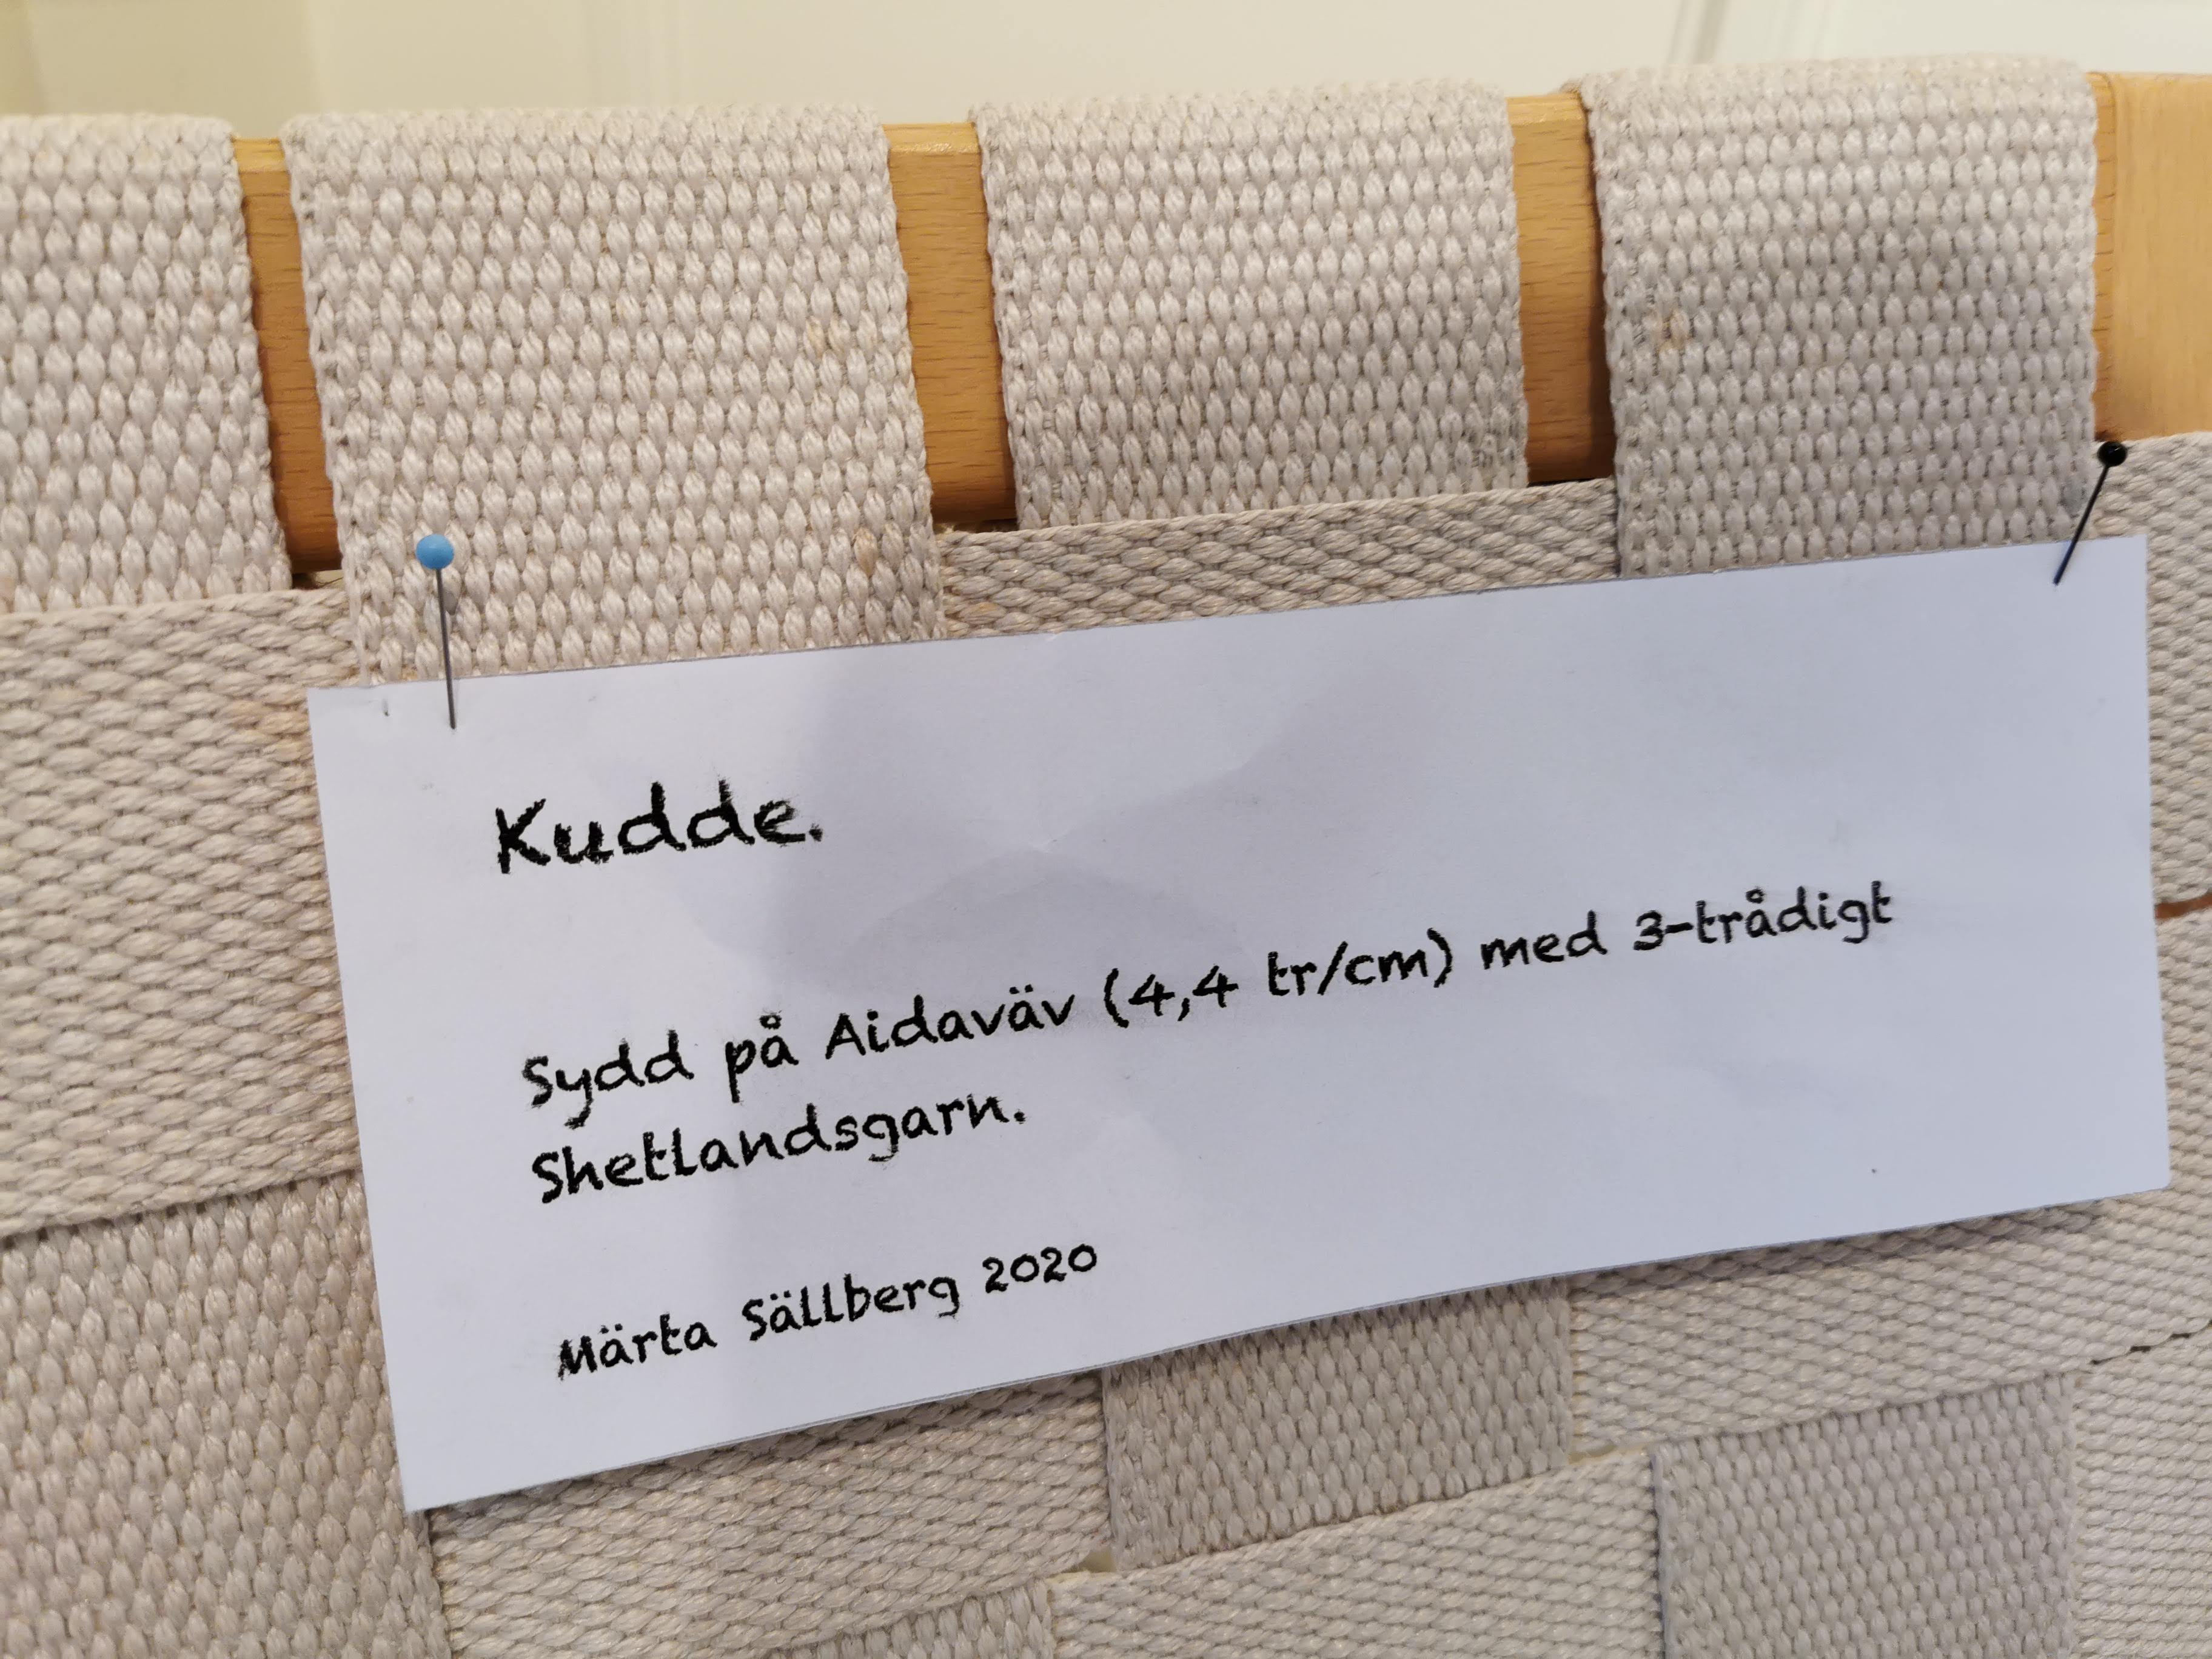 Kudde.
Sydd på Aidaväv (4,4 tr/cm) med 3-trådigt
Shetlandsgarn.
Märta Sällberg 2020